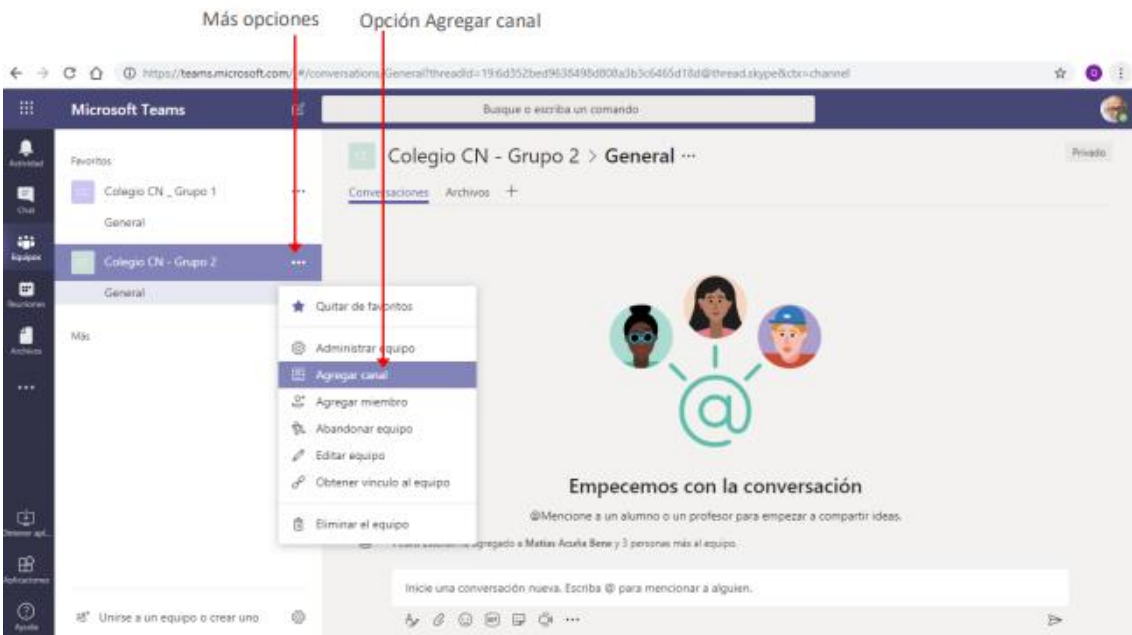 Más opciones
Opción Agregar canal
Microsoft Teams
Busque o escriba un comando
Actividad
Chat
Equipos
Reuniones
Archivos
Aplicaciones
Ayuda
Favoritos
Colegio CN _ Grupo 1
General
Colegio CN - Grupo 2
General
Más
Unirse a un equipo o crear uno
Quitar de favoritos
Administrar equipo
Agregar canal
Agregar miembro
Abandonar equipo
Editar equipo
Obtener vínculo al equipo
Eliminar el equipo
Colegio CN - Grupo 2 > General ...
Privado
Conversaciones Archivos +
Empecemos con la conversación
@Mencione a un alumno o un profesor para empezar a compartir ideas.
agregado a Matias Acuña Bene y 3 personas más al equipo.
Inicie una conversación nueva. Escriba @ para mencionar a alguien.